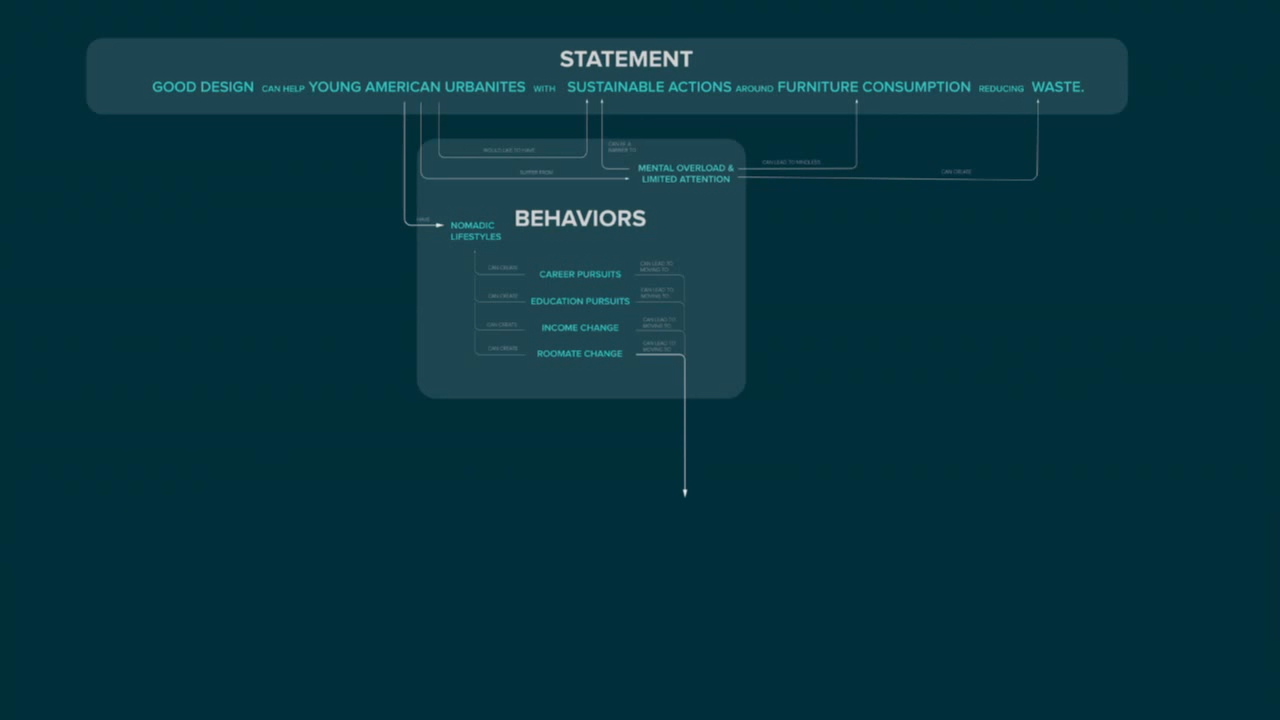 STATEMENT
GOOD DESIGN CAN HELP YOUNG AMERICAN URBANITES WITH SUSTAINABLE ACTIONS AROUND FURNITURE CONSUMPTION REDUCING WASTE.
WOULD LIKE TO HAVE
SUFFER FROM
MENTAL OVERLOAD &
LIMITED ATTENTION
CAN LEAD TO MINDLESS
CAN CREATE
HAVE
NOMADIC
LIFESTYLES
BEHAVIORS
CAN CREATE
CAREER PURSUITS
CAN LEAD TO
MOVING TO
CAN CREATE
EDUCATION PURSUITS
CAN LEAD TO
MOVING TO
CAN CREATE
INCOME CHANGE
CAN LEAD TO
MOVING TO
CAN CREATE
ROOMATE CHANGE
CAN LEAD TO
MOVING TO